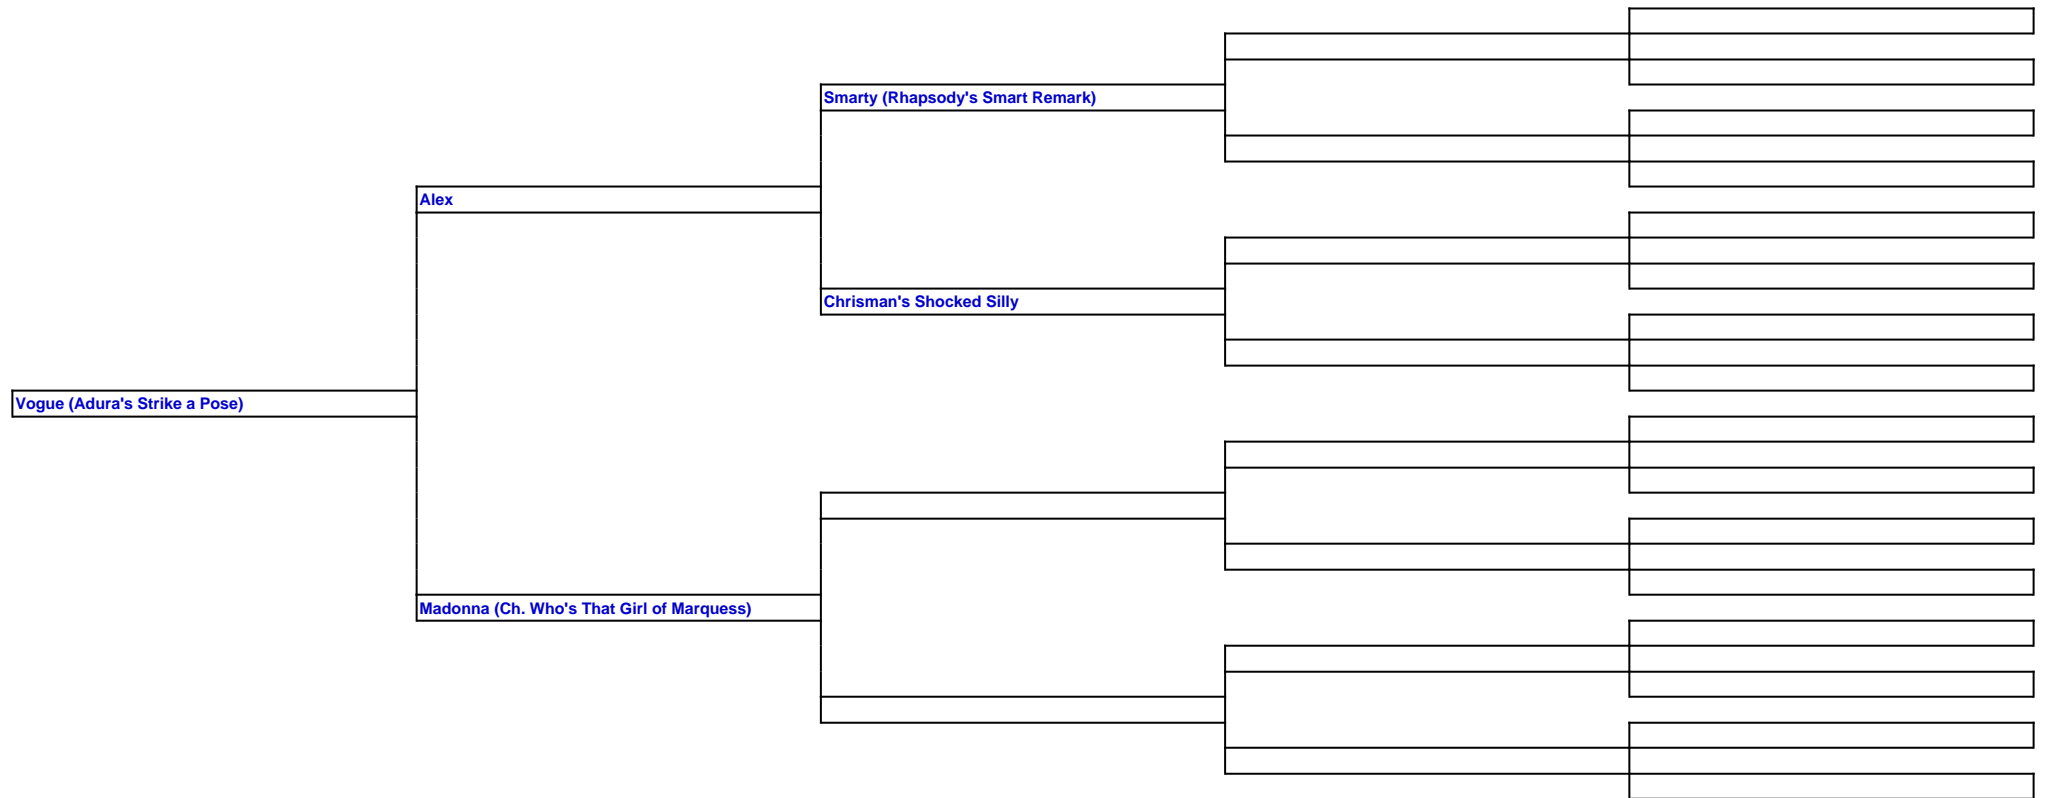 Smarty (Rhapsody's Smart Remark)
Alex
Chrisman's Shocked Silly
Vogue (Adura's Strike a Pose)
Madonna (Ch. Who's That Girl of Marquess)